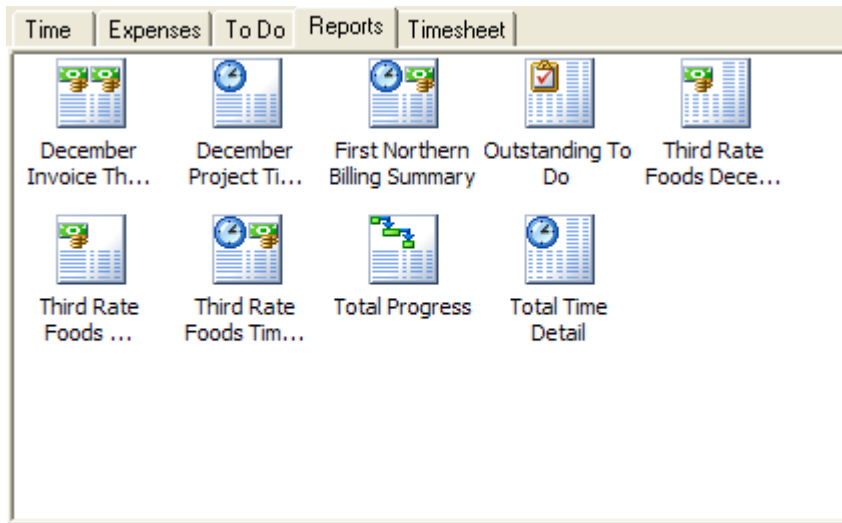 Time Expenses To Do Reports Timesheet
December Invoice Th...
December Project Ti...
First Northern Billing Summary
Outstanding To Do
Third Rate Foods Dece...
Third Rate Foods ...
Third Rate Foods Tim...
Total Progress
Total Time Detail